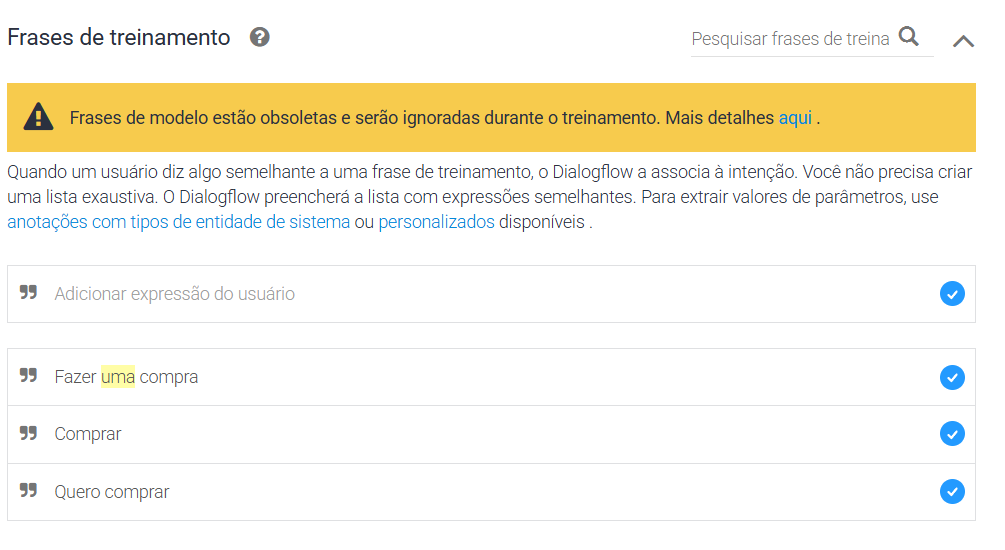 Frases de treinamento ?
Pesquisar frases de treina
Frases de modelo estão obsoletas e serão ignoradas durante o treinamento. Mais detalhes aqui .
Quando um usuário diz algo semelhante a uma frase de treinamento, o Dialogflow a associa à intenção. Você não precisa criar
uma lista exaustiva. O Dialogflow preencherá a lista com expressões semelhantes. Para extrair valores de parâmetros, use
anotações com tipos de entidade de sistema ou personalizados disponíveis .
Adicionar expressão do usuário
Fazer uma compra
Comprar
Quero comprar